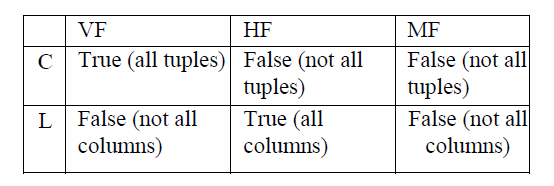 VF HF MF
C True (all tuples) False (not all tuples) False (not all tuples)
L False (not all columns) True (all columns) False (not all columns)